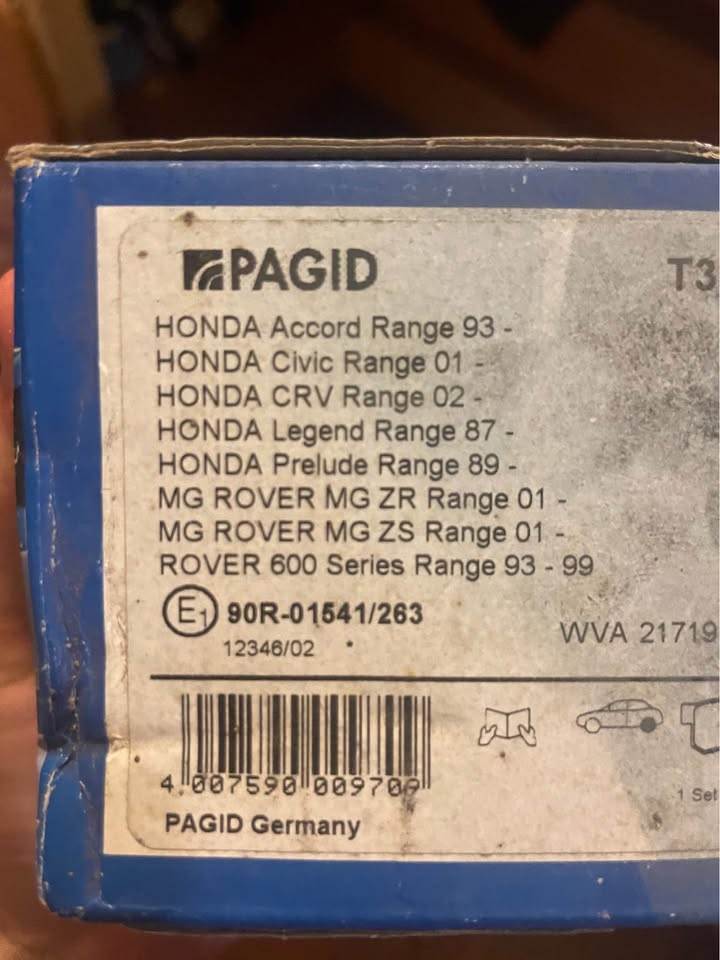 PAGID T3
HONDA Accord Range 93 -
HONDA Civic Range 01 -
HONDA CRV Range 02 -
HONDA Legend Range 87 -
HONDA Prelude Range 89 -
MG ROVER MG ZR Range 01 -
MG ROVER MG ZS Range 01 -
ROVER 600 Series Range 93 - 99
E1 90R-01541/263
12346/02
WVA 21719
4 007590 009709
1 Set
PAGID Germany